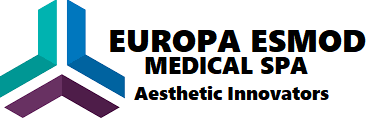 EUROPA ESMOD
MEDICAL SPA
Aesthetic Innovators